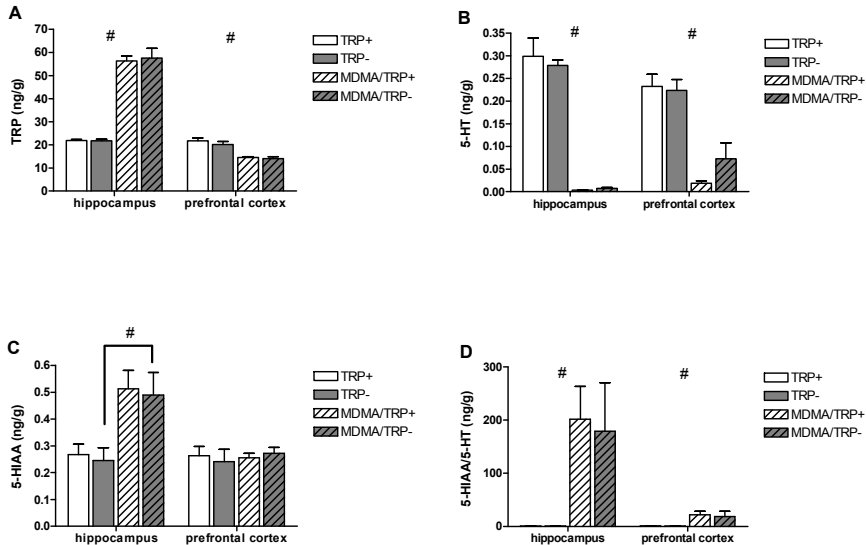 A
#
#
TRP+
TRP-
MDMA/TRP+
MDMA/TRP-
TRP (ng/g)
70
60
50
40
30
20
10
0
hippocampus
prefrontal cortex
B
#
#
TRP+
TRP-
MDMA/TRP+
MDMA/TRP-
5-HT (ng/g)
0.35
0.30
0.25
0.20
0.15
0.10
0.05
0.00
hippocampus
prefrontal cortex
C
#
TRP+
TRP-
MDMA/TRP+
MDMA/TRP-
5-HIAA (ng/g)
0.6
0.5
0.4
0.3
0.2
0.1
0.0
hippocampus
prefrontal cortex
D
#
#
TRP+
TRP-
MDMA/TRP+
MDMA/TRP-
5-HIAA/5-HT (ng/g)
300
200
100
0
hippocampus
prefrontal cortex